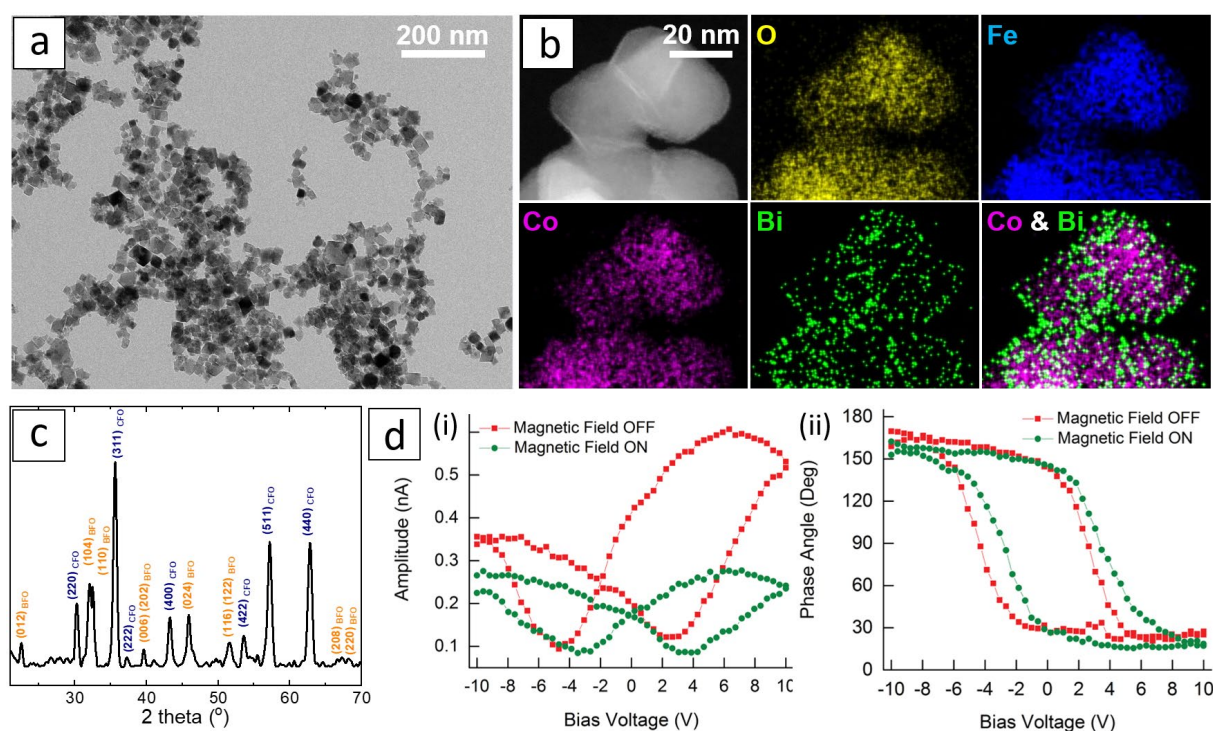 a
200 nm
b
20 nm
O
Fe
Co
Bi
Co & Bi
c
(012) BFO
(220) CFO
(104) BFO
(110) BFO
(311) CFO
(222) CFO
(006) (202) BFO
(400) CFO
(024) BFO
(116) (122) BFO
(422) CFO
(511) CFO
(440) CFO
(208) BFO
(220) BFO
30 40 50 60 70
2 theta (°)
d
(i)
Magnetic Field OFF
Magnetic Field ON
Amplitude (nA)
0.5
0.4
0.3
0.2
0.1
-10 -8 -6 -4 -2 0 2 4 6 8
Bias Voltage (V)
(ii)
Magnetic Field OFF
Magnetic Field ON
Phase Angle (Deg)
180
150
120
90
60
30
0
-10 -8 -6 -4 -2 0 2 4 6 8 10
Bias Voltage (V)